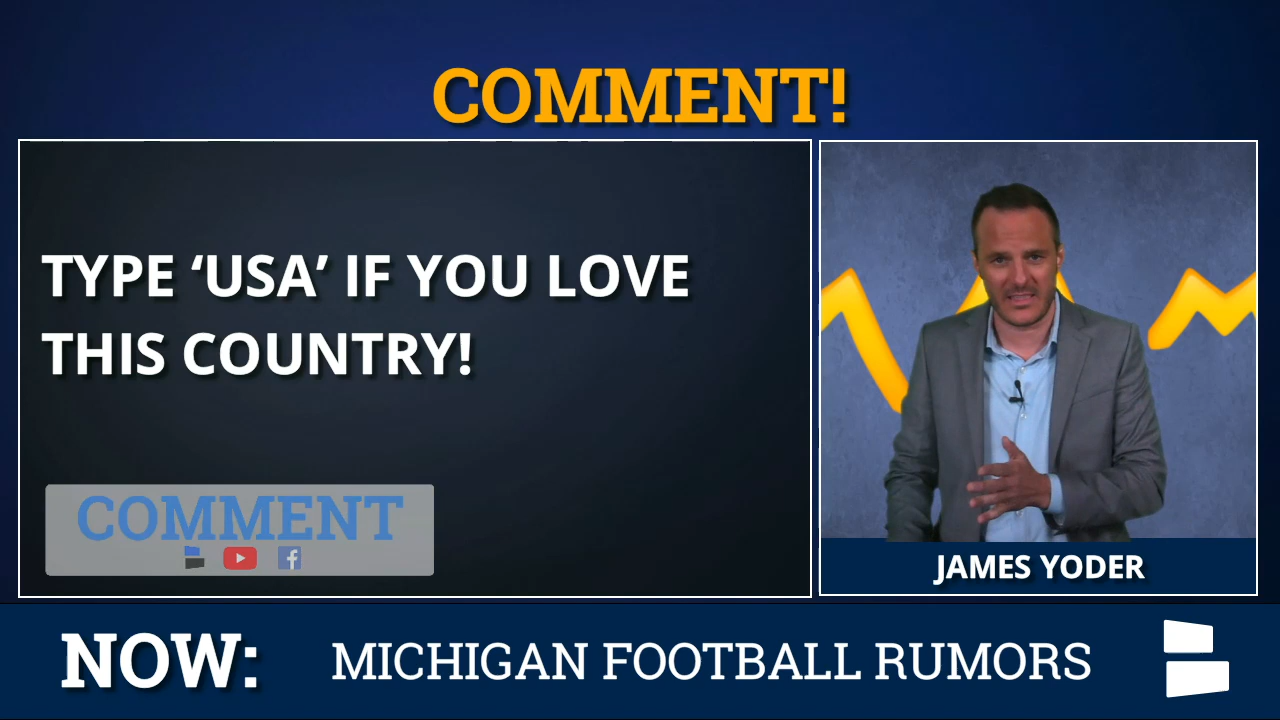 COMMENT!
TYPE ‘USA’ IF YOU LOVE
THIS COUNTRY!
COMMENT
JAMES YODER
NOW:
MICHIGAN FOOTBALL RUMORS